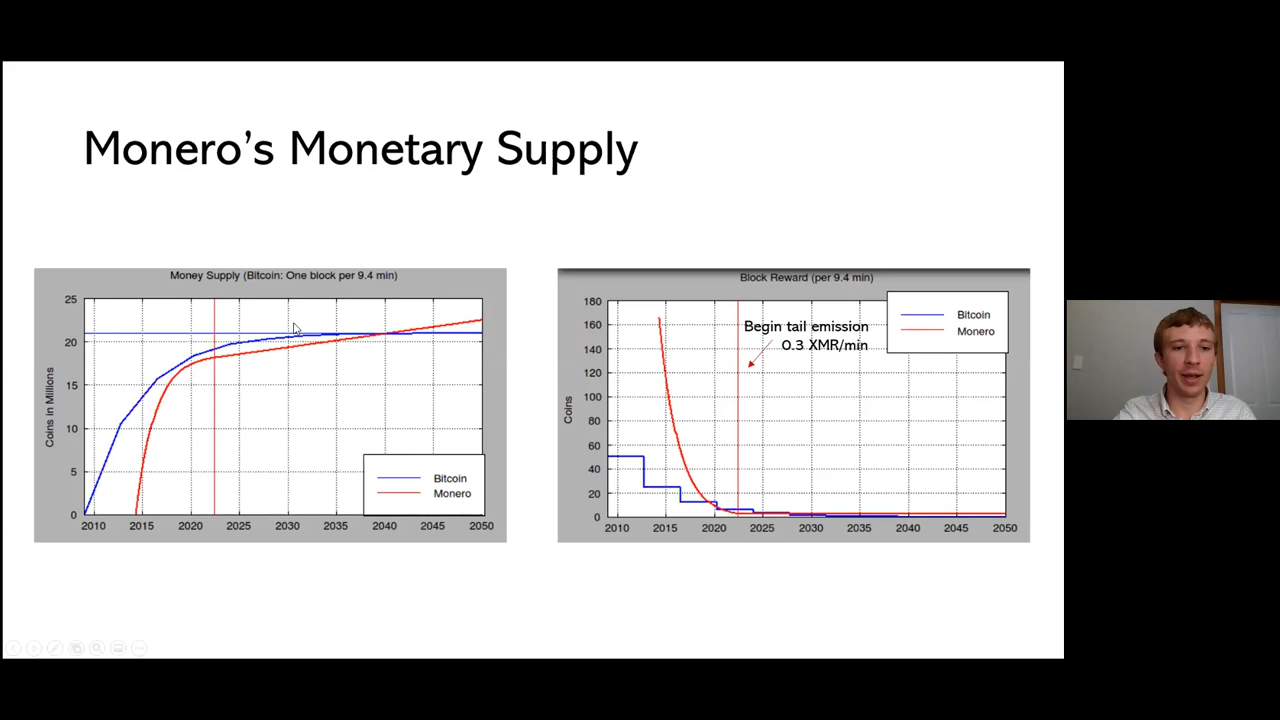 Monero's Monetary Supply
Money Supply (Bitcoin: One block per 9.4 min)
25
20
15
10
5
0
Coins in Millions
2010 2015 2020 2025 2030 2035 2040 2045 2050
Bitcoin
Monero
Block Reward (per 9.4 min)
180
160
140
120
100
80
60
40
20
0
Coins
2010 2015 2020 2025 2030 2035 2040 2045 2050
Begin tail emission
0.3 XMR/min
Bitcoin
Monero